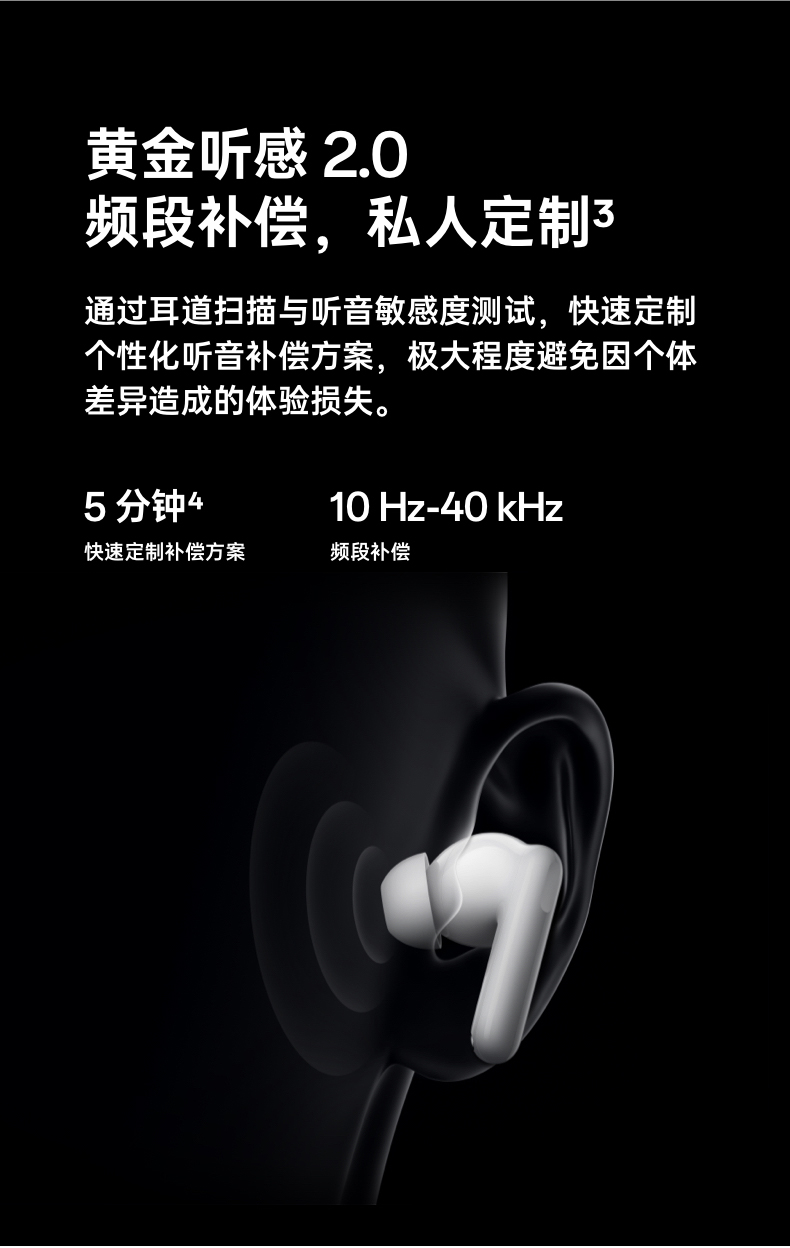 黄金听感 2.0
频段补偿，私人定制³
通过耳道扫描与听音敏感度测试，快速定制
个性化听音补偿方案，极大程度避免因个体
差异造成的体验损失。
5 分钟⁴
10 Hz-40 kHz
快速定制补偿方案
频段补偿